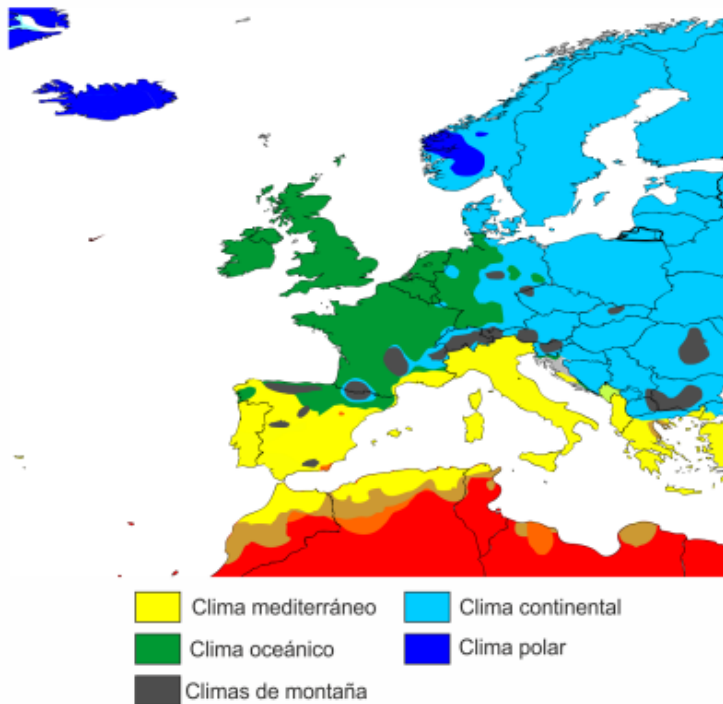 Clima mediterráneo
Clima continental
Clima oceánico
Clima polar
Climas de montaña